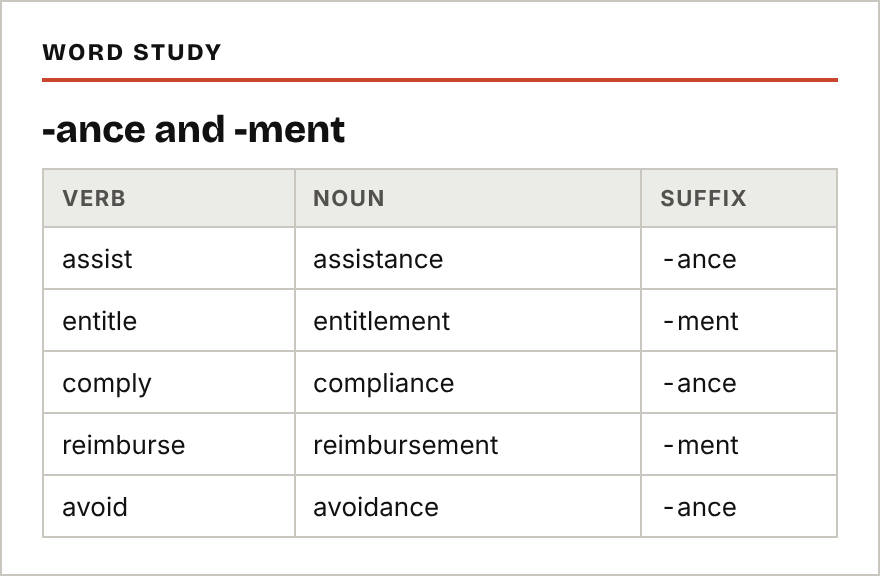 WORD STUDY
-ance and -ment
VERB NOUN SUFFIX
assist assistance -ance
entitle entitlement -ment
comply compliance -ance
reimburse reimbursement -ment
avoid avoidance -ance